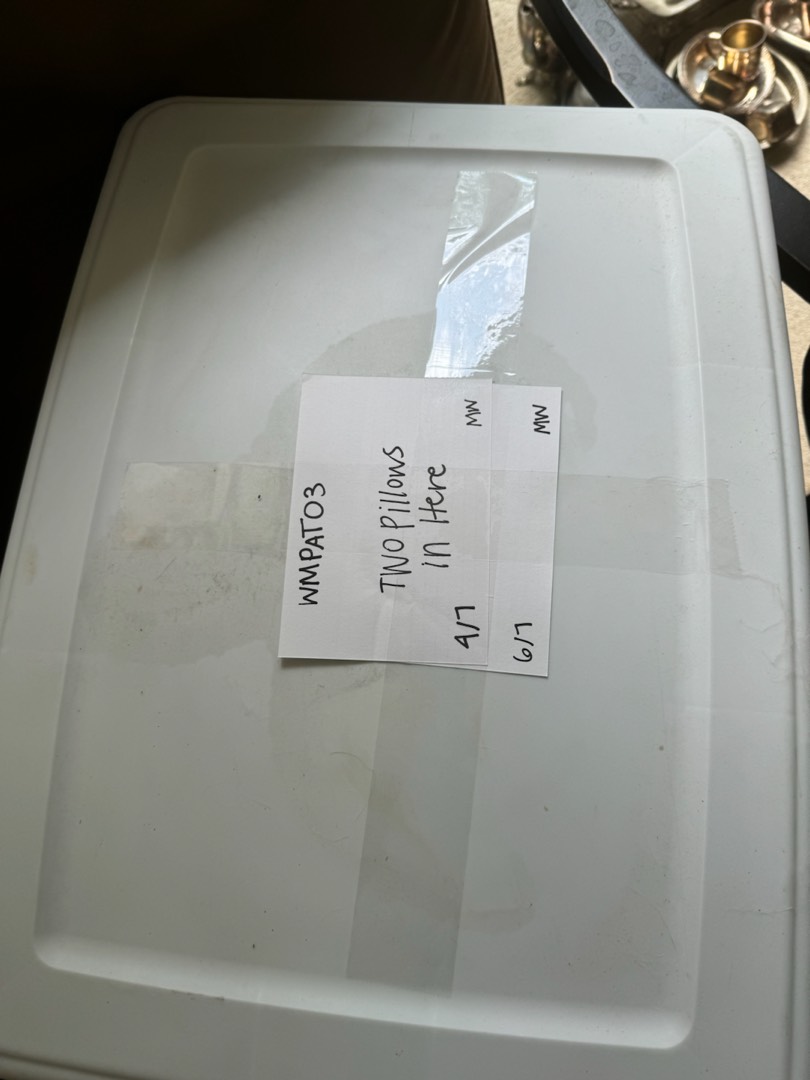 WMPAT03
TWO Pillows
in Here
4/7 MW
6/7 MW